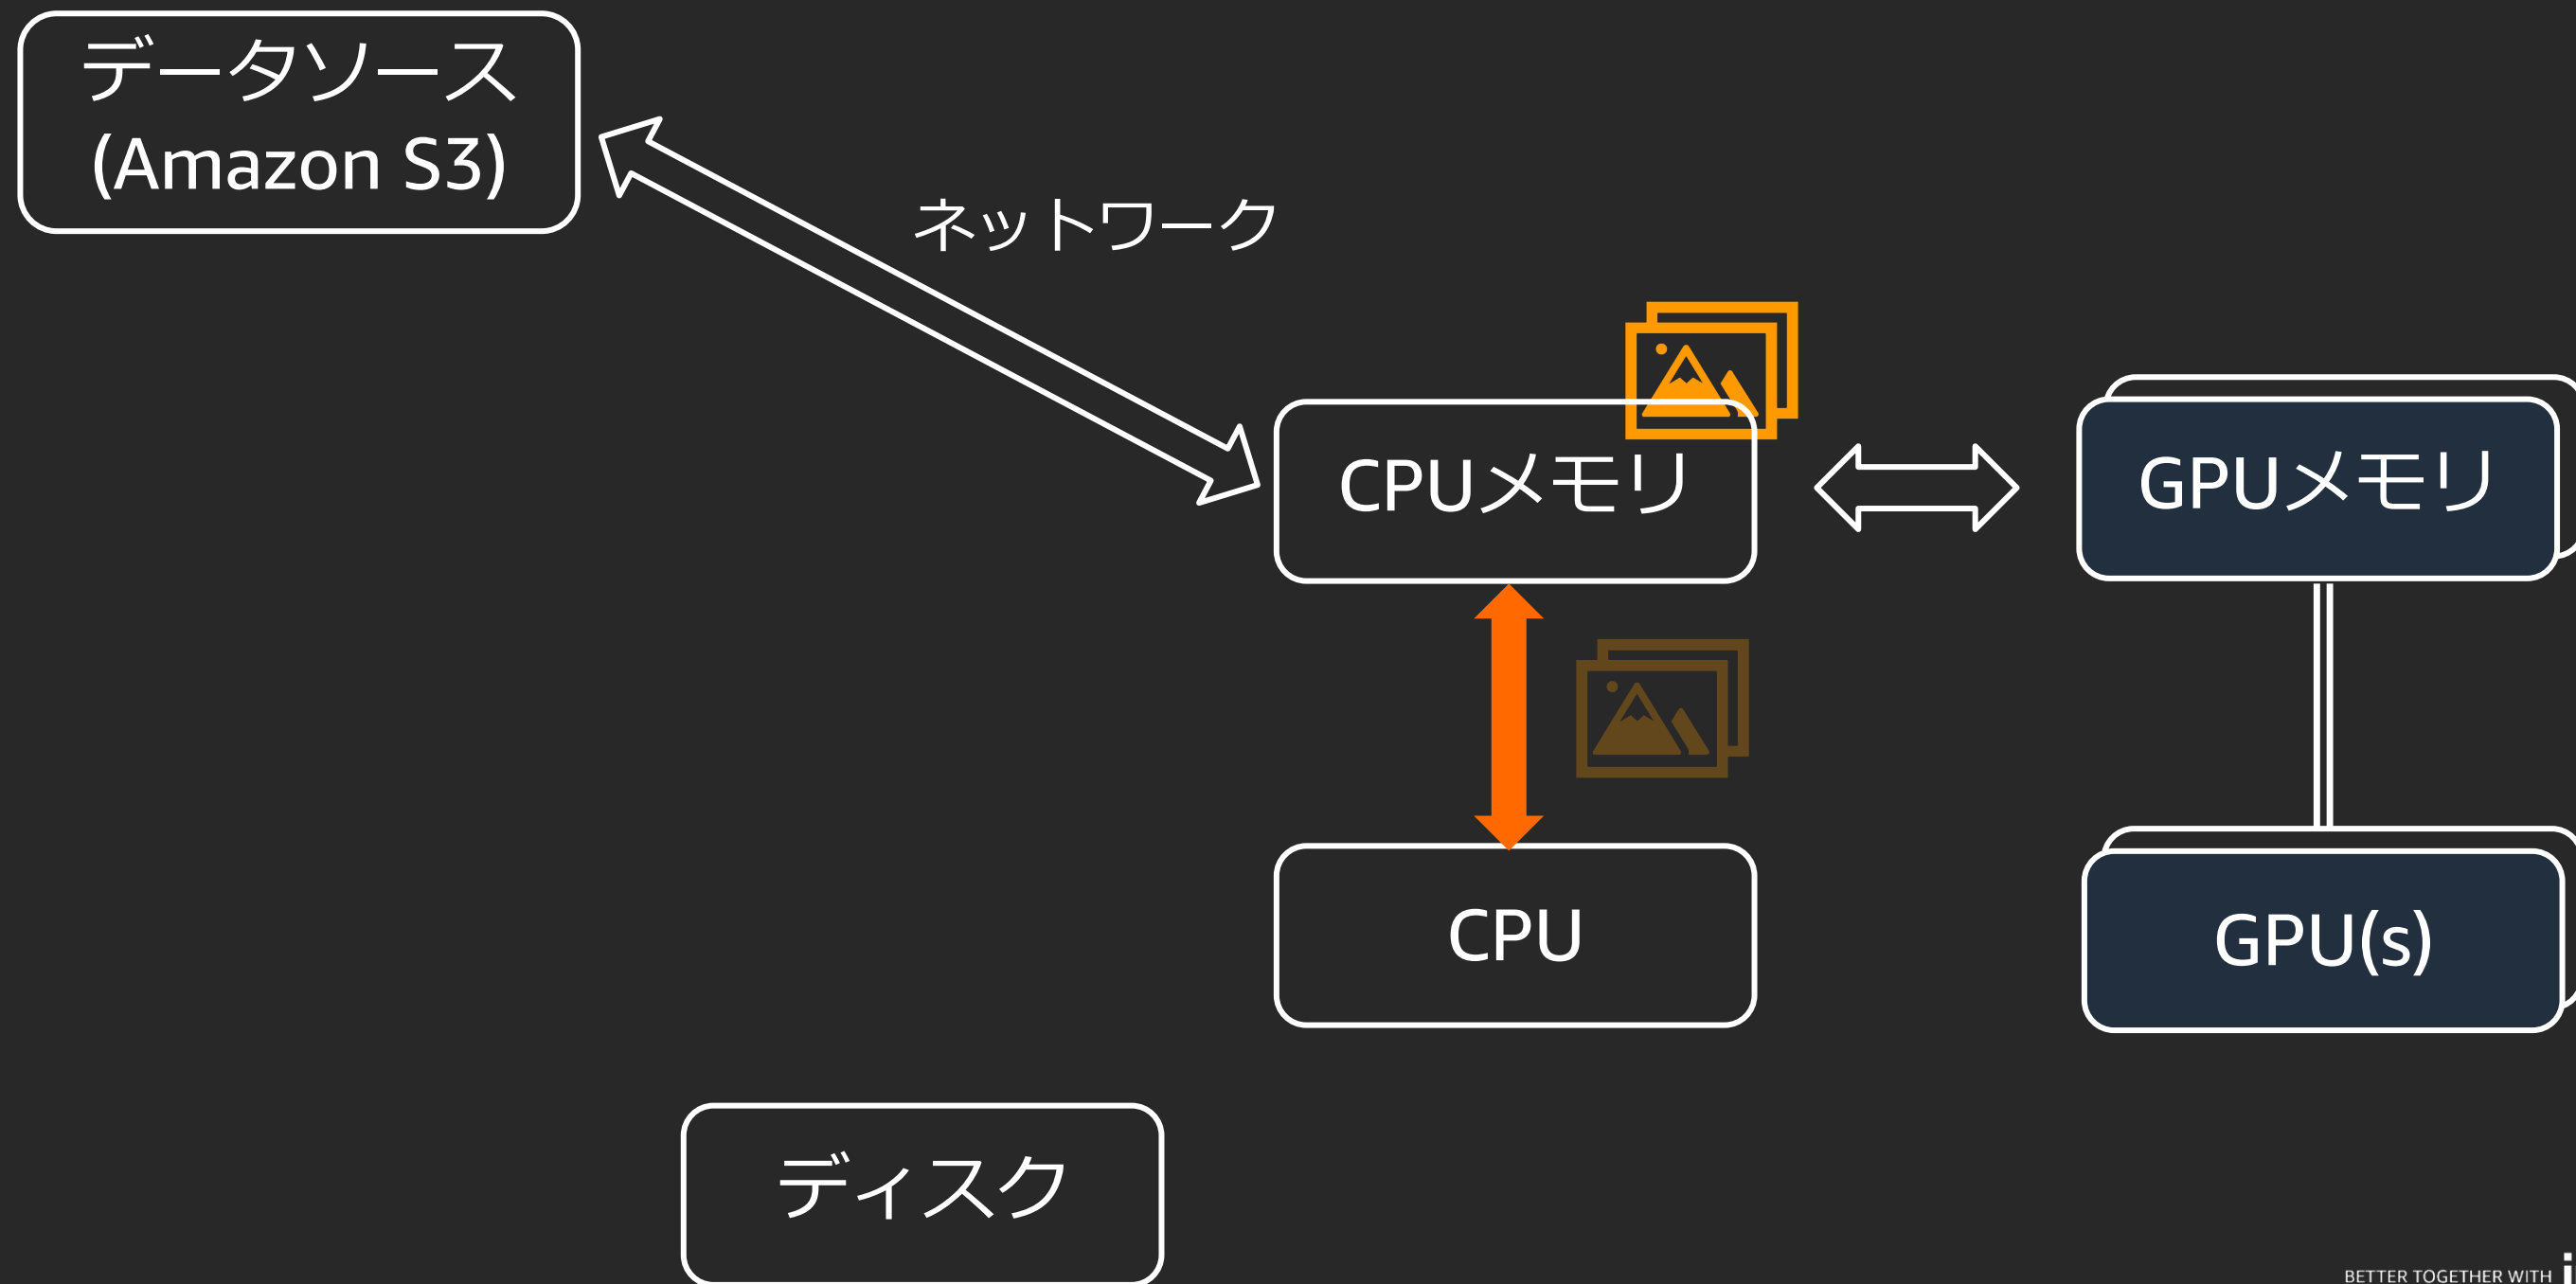 データソース
(Amazon S3)
ネットワーク
CPUメモリ
GPUメモリ
CPU
GPU(s)
ディスク
BETTER TOGETHER WITH